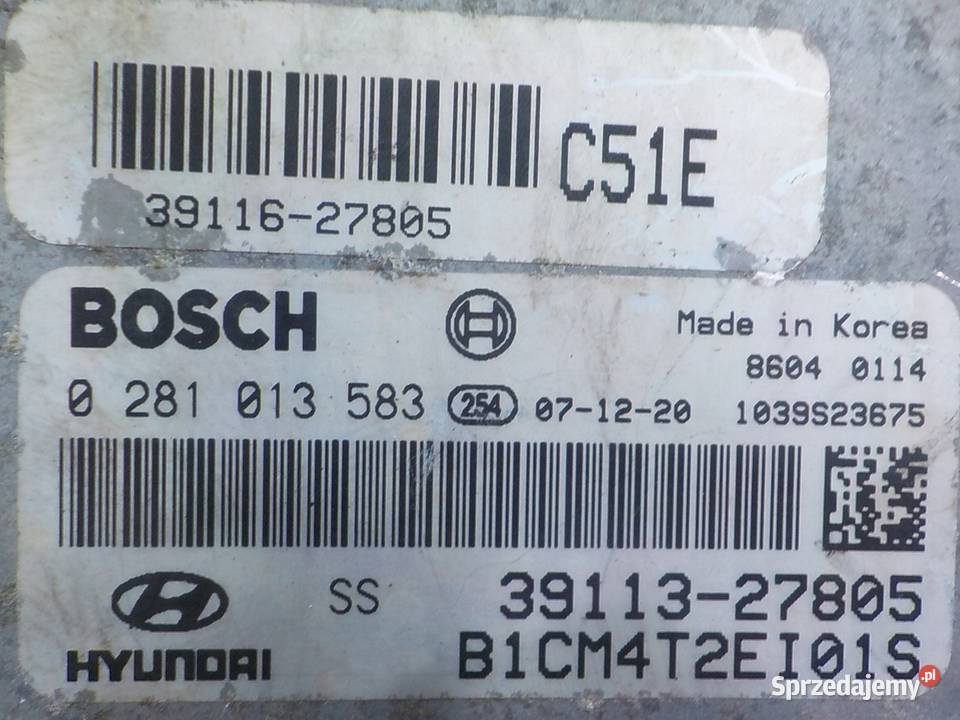 C51E
39116-27805
BOSCH
Made in Korea
8604 0114
0 281 013 583 254 07-12-20 1039S23675
SS 39113-27805
HYUNDAI B1CM4T2EI01S
Sprzedajemy.pl